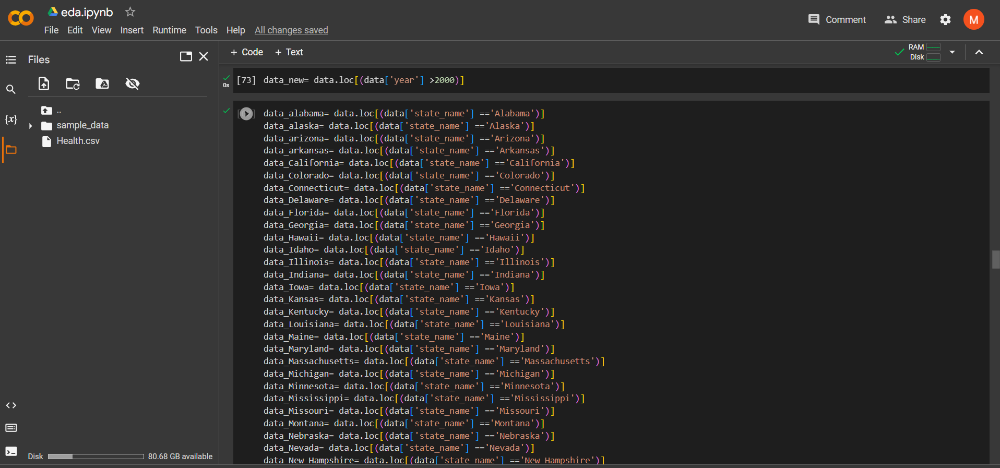 eda.ipynb
File Edit View Insert Runtime Tools Help All changes saved
Comment Share M
Files
+ Code + Text
RAM
Disk
0s
[73] data_new= data.loc[(data['year'] >2000)]
..
sample_data
Health.csv
{x}
data_alabama= data.loc[(data['state_name'] =='Alabama')]
data_alaska= data.loc[(data['state_name'] =='Alaska')]
data_arizona= data.loc[(data['state_name'] =='Arizona')]
data_arkansas= data.loc[(data['state_name'] =='Arkansas')]
data_California= data.loc[(data['state_name'] =='California')]
data_Colorado= data.loc[(data['state_name'] =='Colorado')]
data_Connecticut= data.loc[(data['state_name'] =='Connecticut')]
data_Delaware= data.loc[(data['state_name'] =='Delaware')]
data_Florida= data.loc[(data['state_name'] =='Florida')]
data_Georgia= data.loc[(data['state_name'] =='Georgia')]
data_Hawaii= data.loc[(data['state_name'] =='Hawaii')]
data_Idaho= data.loc[(data['state_name'] =='Idaho')]
data_Illinois= data.loc[(data['state_name'] =='Illinois')]
data_Indiana= data.loc[(data['state_name'] =='Indiana')]
data_Iowa= data.loc[(data['state_name'] =='Iowa')]
data_Kansas= data.loc[(data['state_name'] =='Kansas')]
data_Kentucky= data.loc[(data['state_name'] =='Kentucky')]
data_Louisiana= data.loc[(data['state_name'] =='Louisiana')]
data_Maine= data.loc[(data['state_name'] =='Maine')]
data_Maryland= data.loc[(data['state_name'] =='Maryland')]
data_Massachusetts= data.loc[(data['state_name'] =='Massachusetts')]
data_Michigan= data.loc[(data['state_name'] =='Michigan')]
data_Minnesota= data.loc[(data['state_name'] =='Minnesota')]
data_Mississippi= data.loc[(data['state_name'] =='Mississippi')]
data_Missouri= data.loc[(data['state_name'] =='Missouri')]
data_Montana= data.loc[(data['state_name'] =='Montana')]
data_Nebraska= data.loc[(data['state_name'] =='Nebraska')]
data_Nevada= data.loc[(data['state_name'] =='Nevada')]
data_New_Hampshire= data.loc[(data['state_name'] =='New Hampshire')]
Disk 80.68 GB available